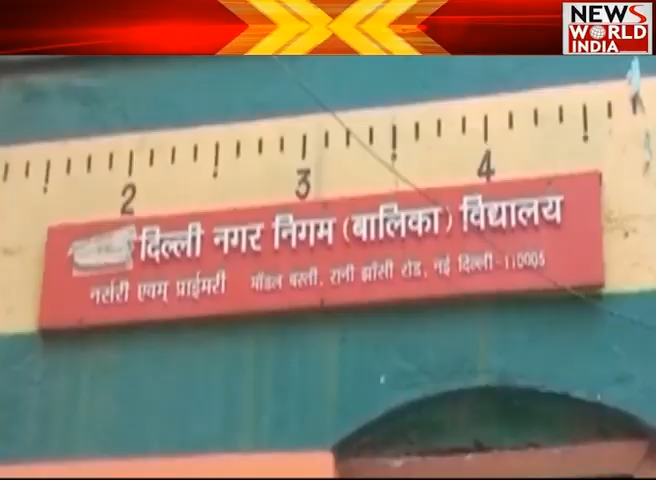 NEWS
WORLD
INDIA
2 3 4
दिल्ली नगर निगम (बालिका) विद्यालय
नर्सरी एवम् प्राईमरी मॉडल बस्ती, रानी झाँसी रोड, नई दिल्ली-110005